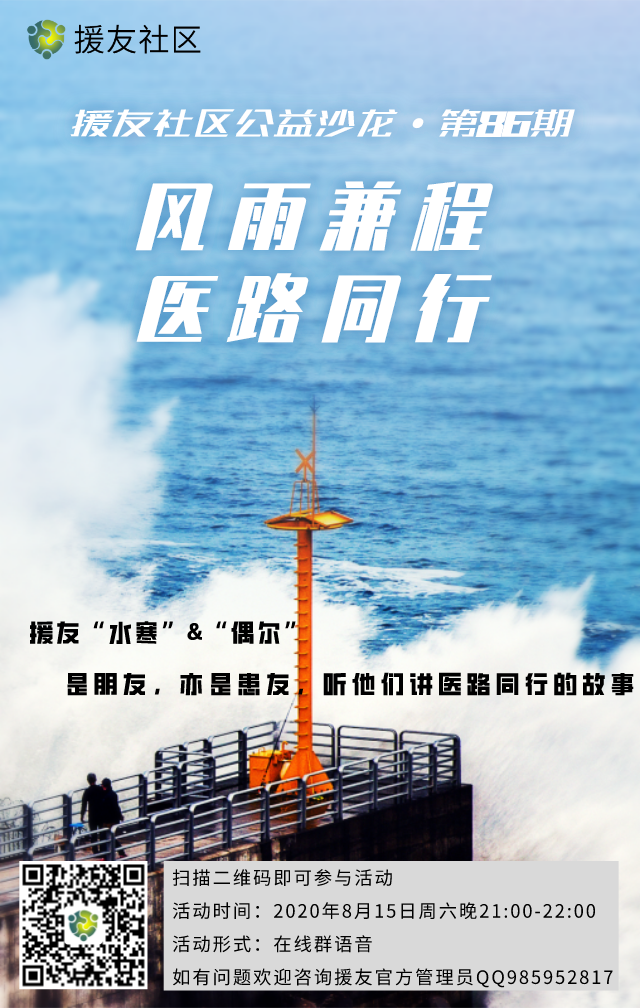 援友社区
援友社区公益沙龙·第86期
风雨兼程
医路同行
援友“水寒”&“偶尔”
是朋友，亦是患友，听他们讲医路同行的故事
扫描二维码即可参与活动
活动时间：2020年8月15日周六晚21:00-22:00
活动形式：在线群语音
如有问题欢迎咨询援友官方管理员QQ985952817